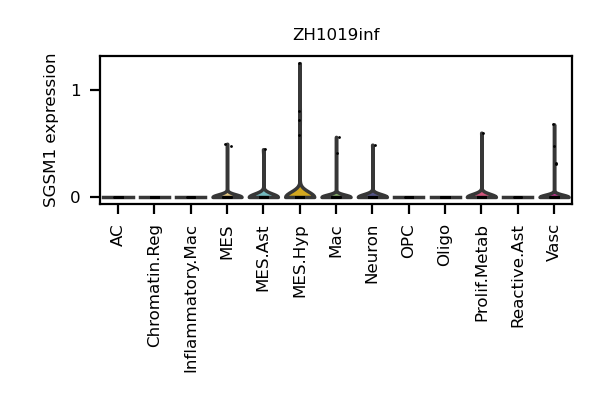 ZH1019inf
SGSM1 expression
1
0
AC
Chromatin.Reg
Inflammatory.Mac
MES
MES.Ast
MES.Hyp
Mac
Neuron
OPC
Oligo
Prolif.Metab
Reactive.Ast
Vasc